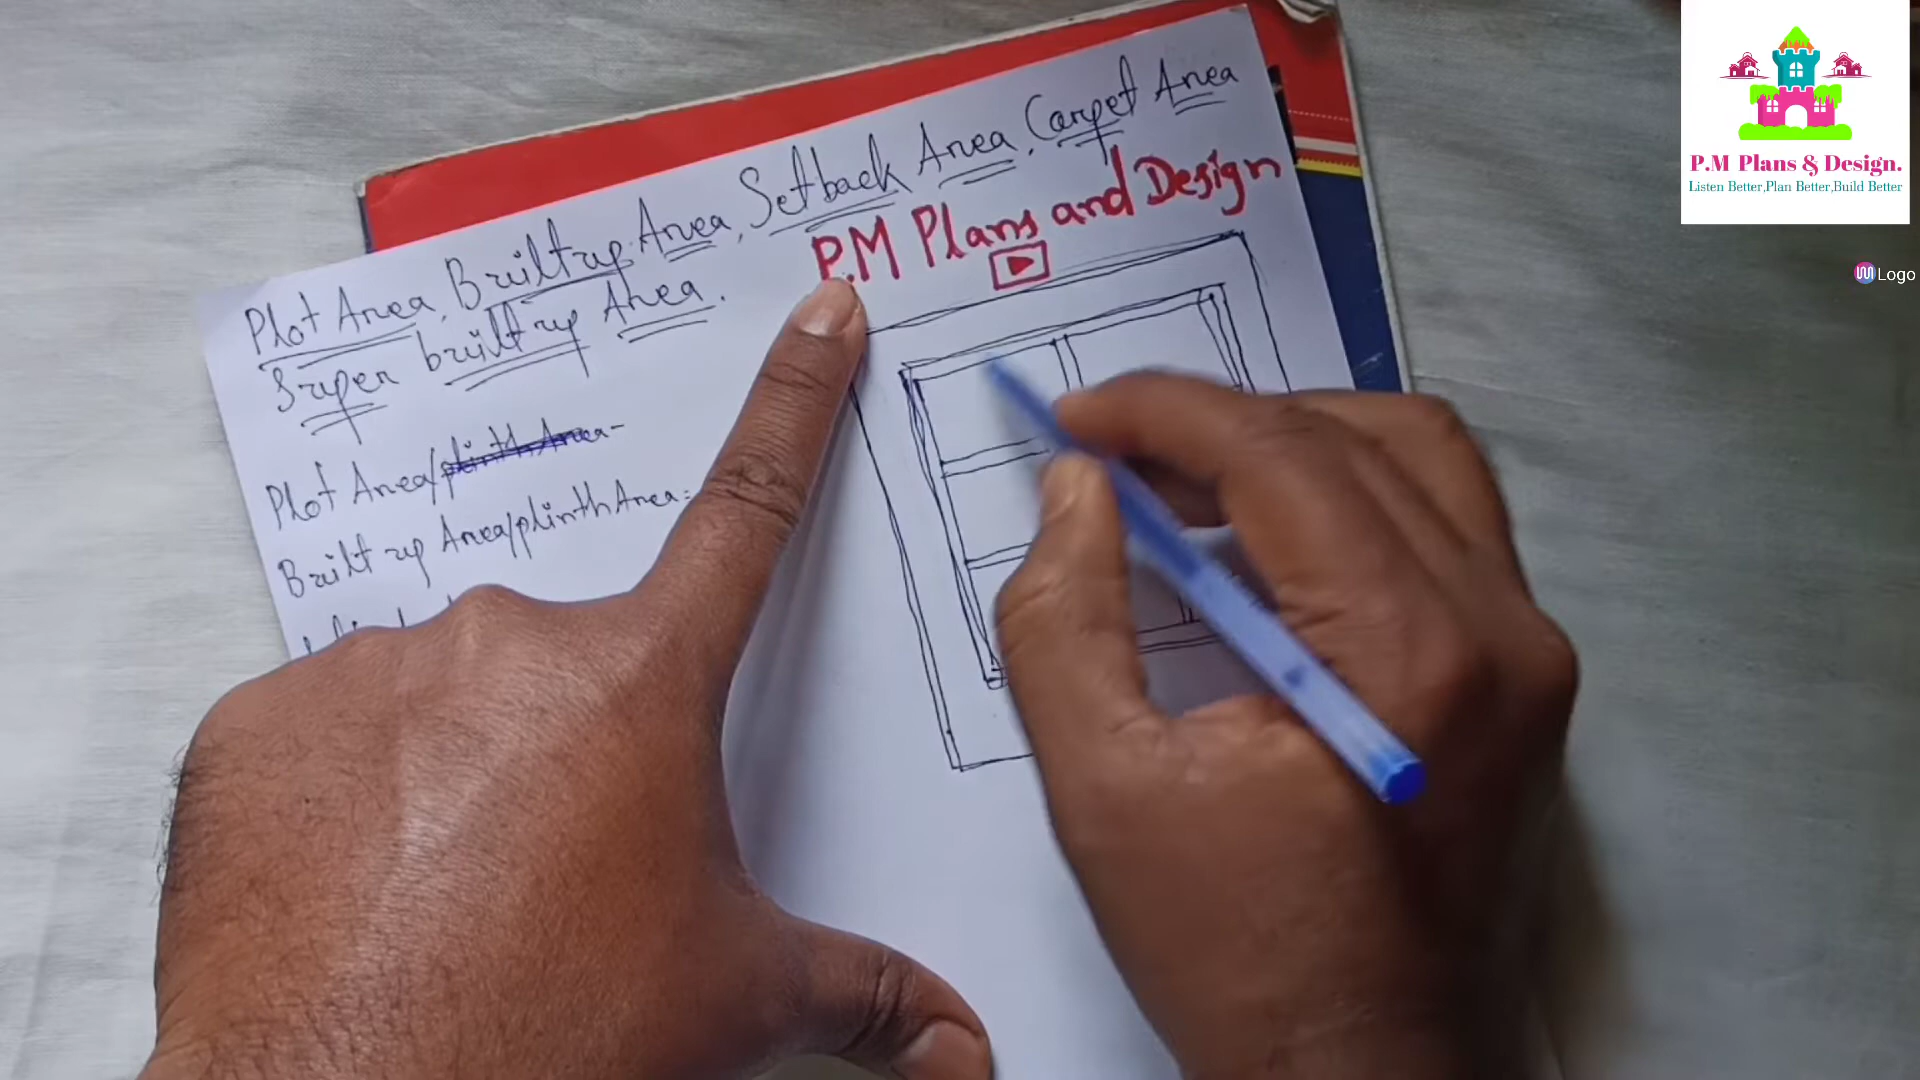 Plot Area, Builtup Area, Setback Area, Carpet Area
Super builtup Area.
P.M Plans and Design
Plot Area/plinth Area-
Built up Area/plinth Area=
P.M Plans & Design.
Listen Better,Plan Better,Build Better
Logo